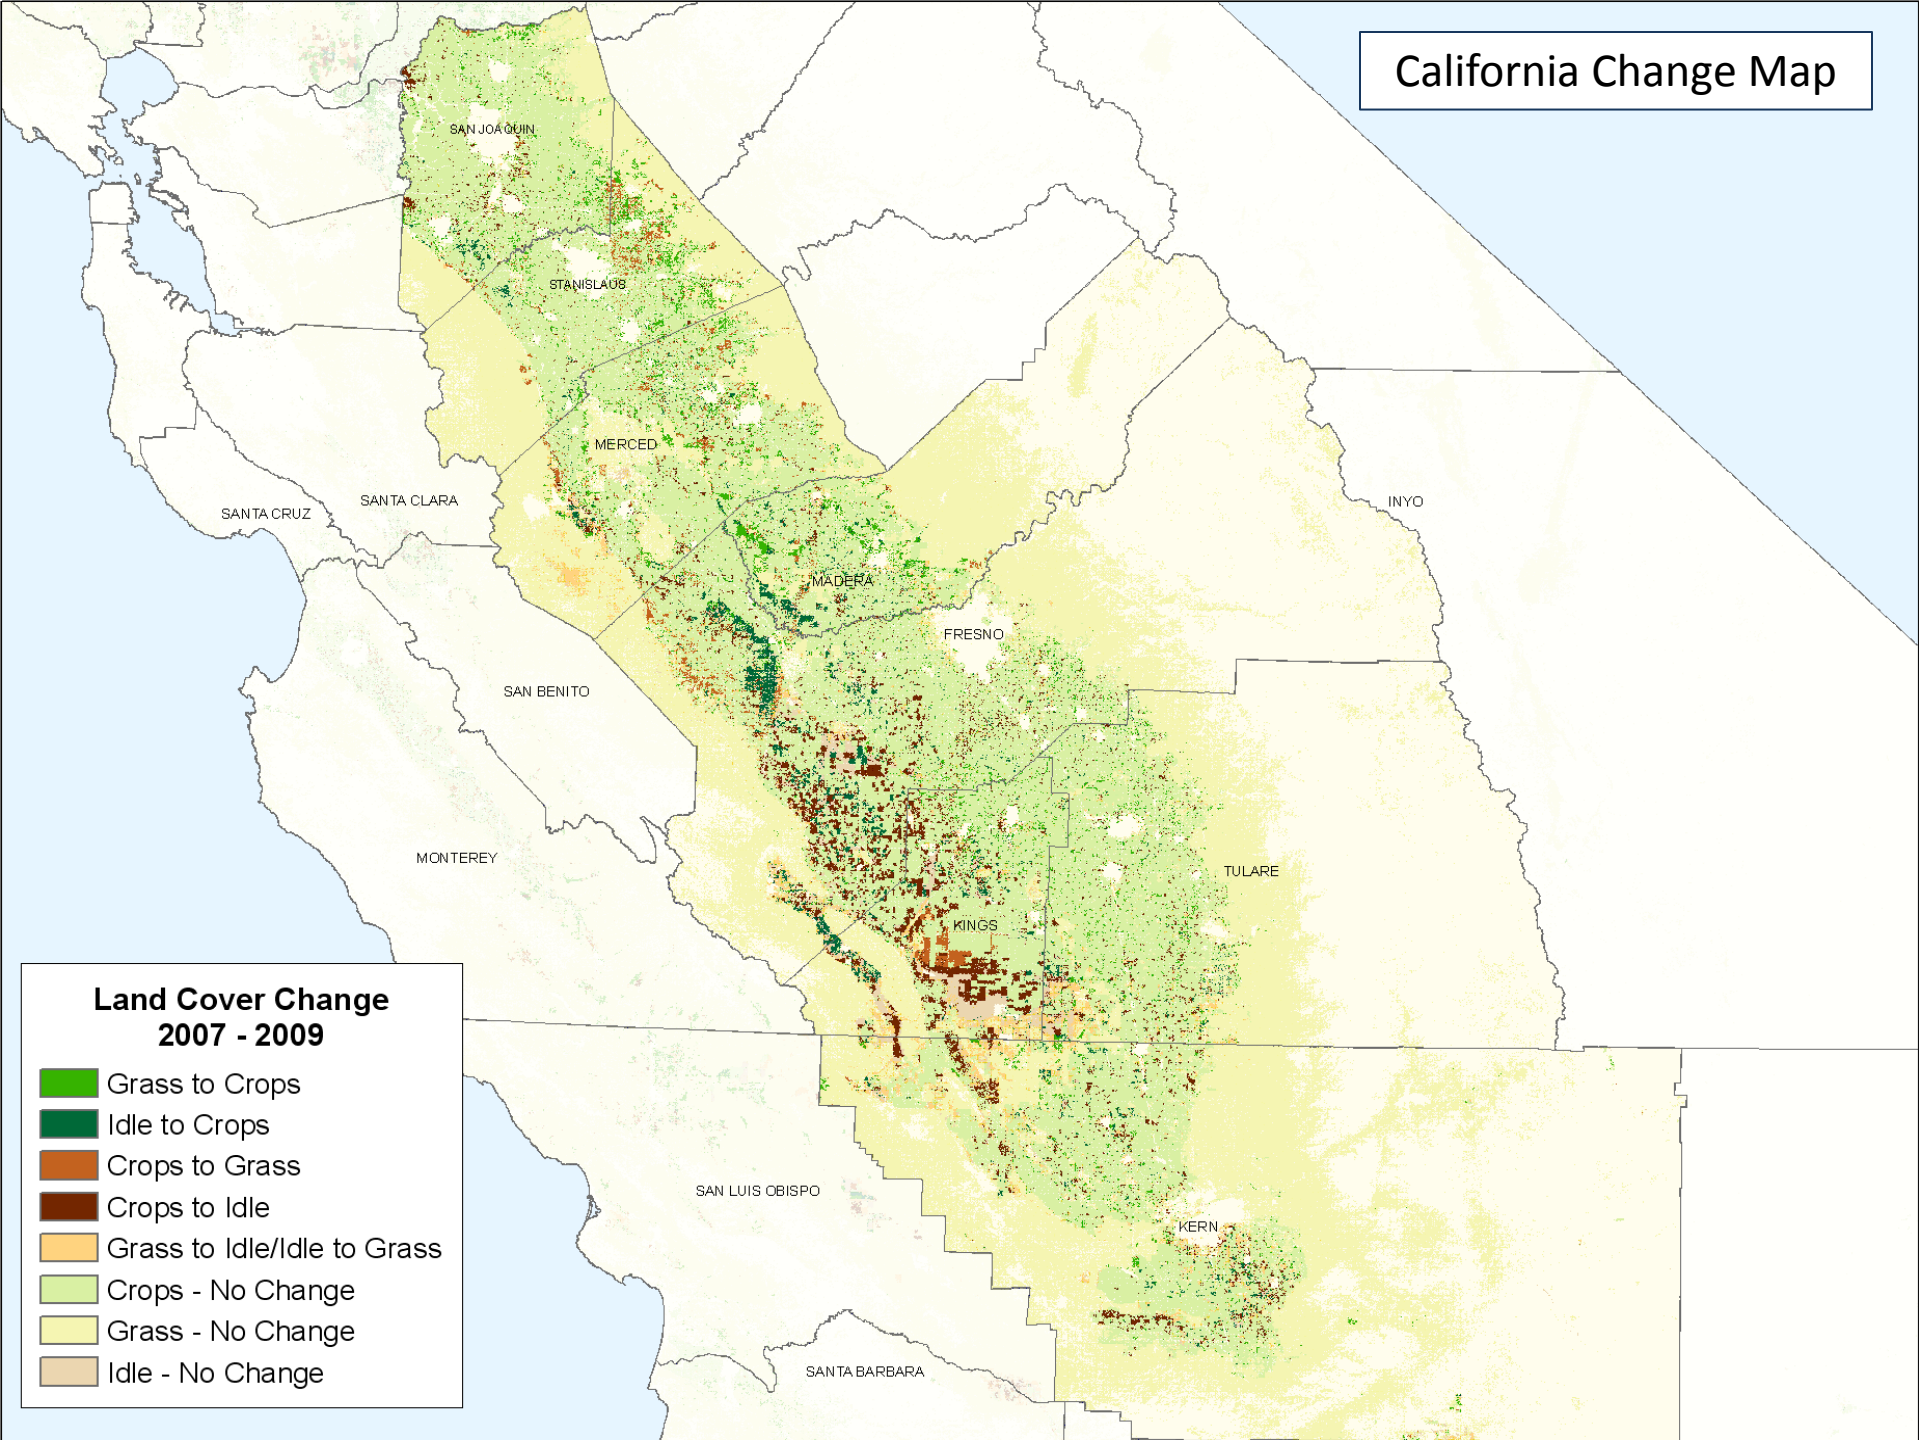 California Change Map
SAN JOAQUIN
STANISLAUS
MERCED
SANTA CLARA
SANTA CRUZ
INYO
MADERA
FRESNO
SAN BENITO
MONTEREY
TULARE
KINGS
SAN LUIS OBISPO
KERN
SANTA BARBARA
Land Cover Change
2007 - 2009
Grass to Crops
Idle to Crops
Crops to Grass
Crops to Idle
Grass to Idle/Idle to Grass
Crops - No Change
Grass - No Change
Idle - No Change